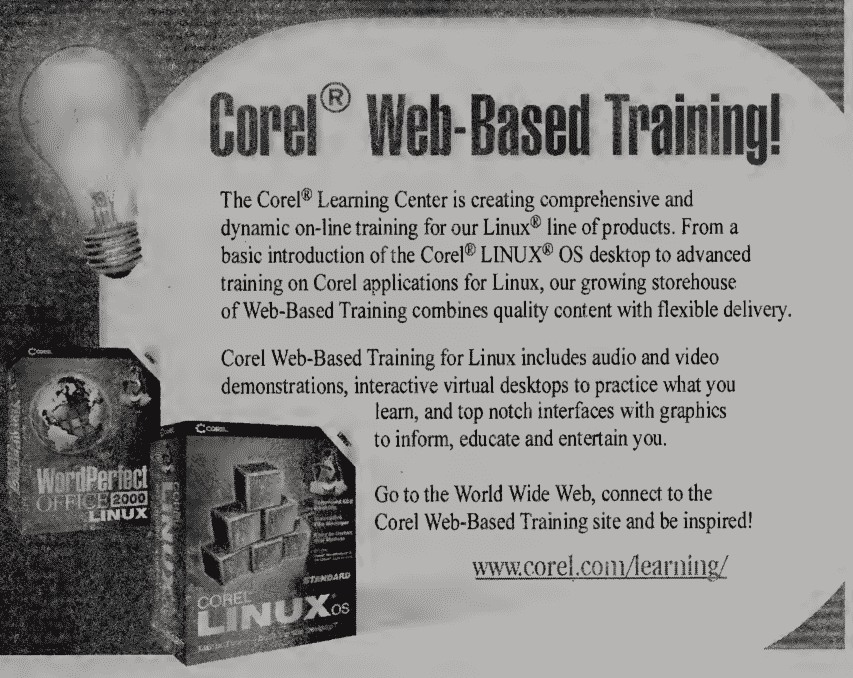 Corel® Web-Based Training!
The Corel® Learning Center is creating comprehensive and
dynamic on-line training for our Linux® line of products. From a
basic introduction of the Corel® LINUX® OS desktop to advanced
training on Corel applications for Linux, our growing storehouse
of Web-Based Training combines quality content with flexible delivery.
Corel Web-Based Training for Linux includes audio and video
demonstrations, interactive virtual desktops to practice what you
learn, and top notch interfaces with graphics
to inform, educate and entertain you.
Go to the World Wide Web, connect to the
Corel Web-Based Training site and be inspired!
www.corel.com/learning/
COREL
WordPerfect
OFFICE 2000
LINUX
COREL
STANDARD
COREL
LINUX OS
LINUX